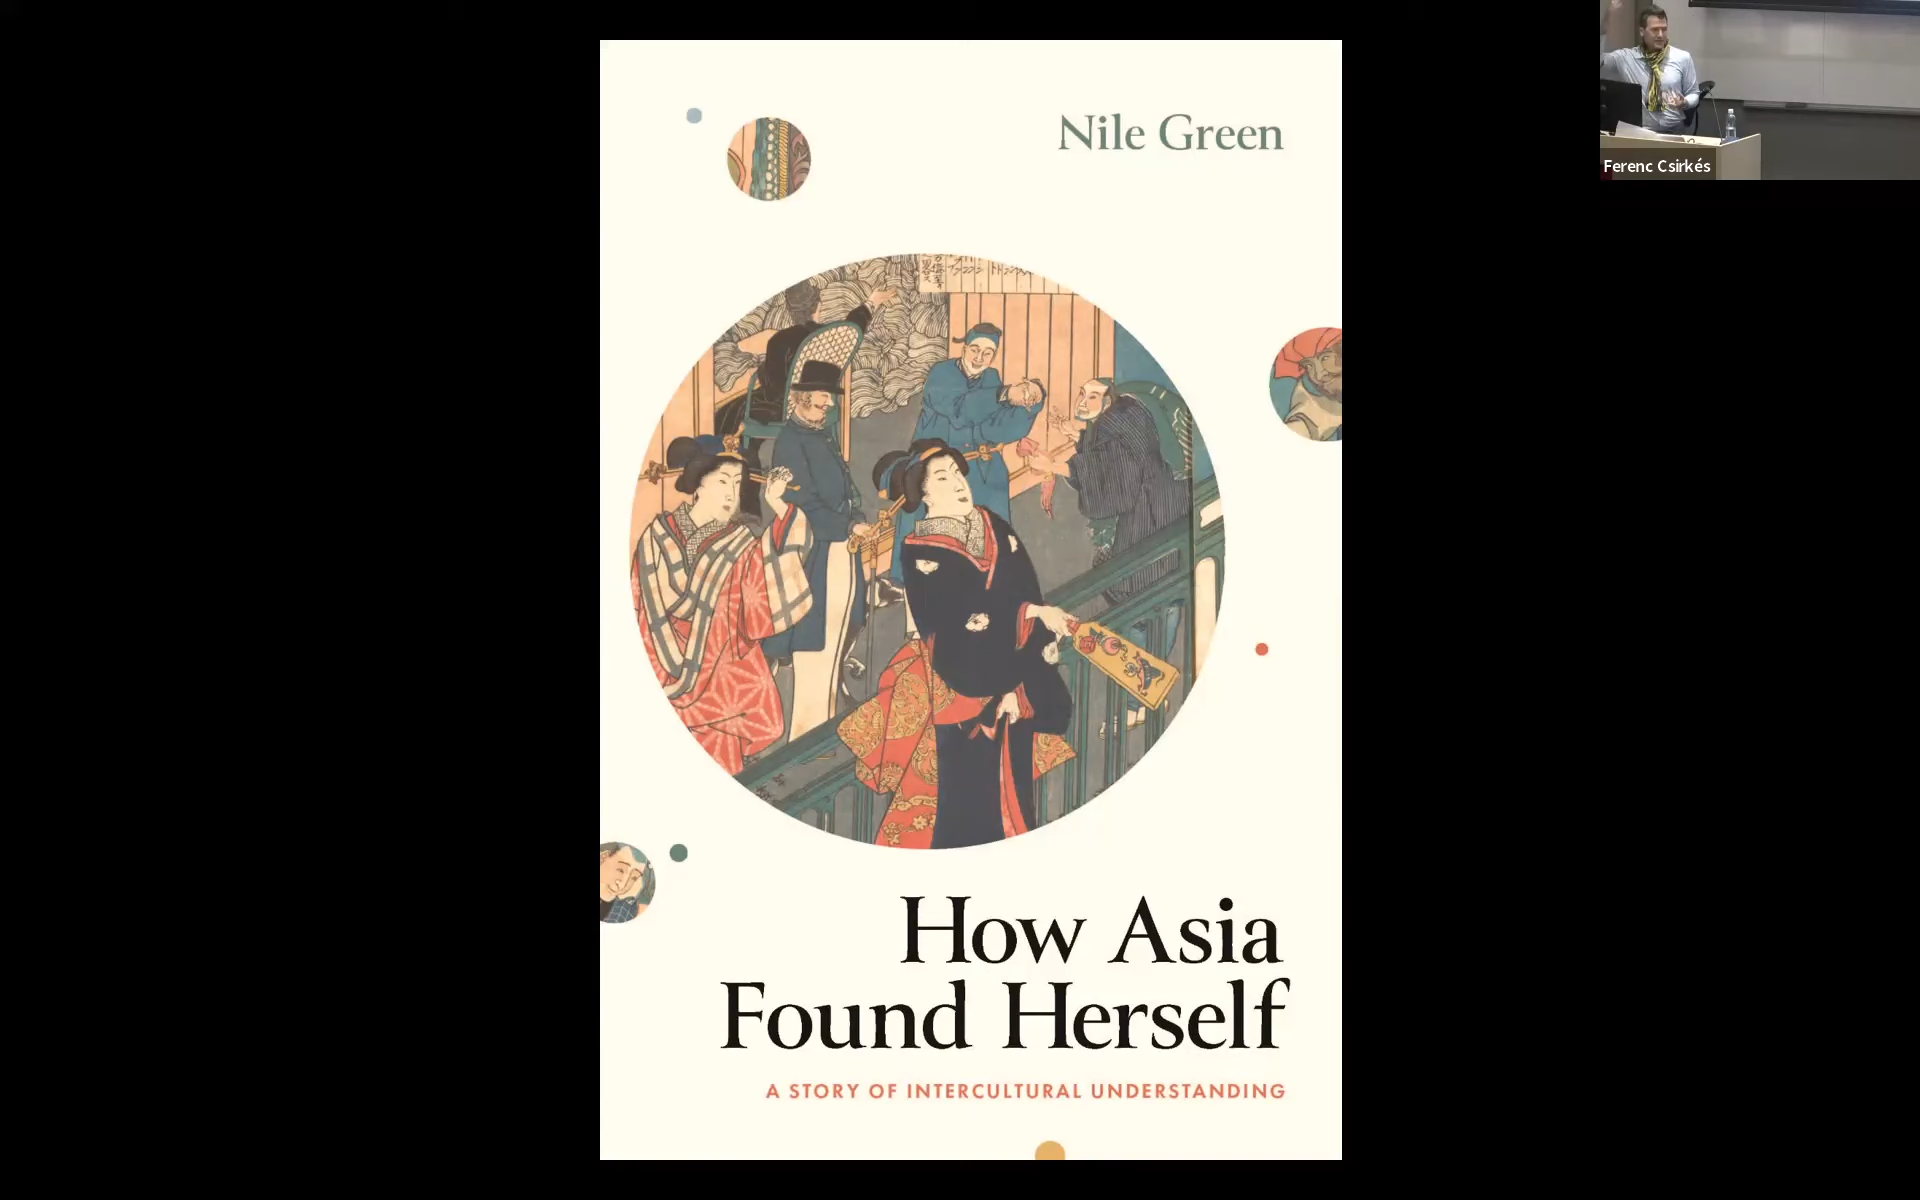 Nile Green
How Asia
Found Herself
A STORY OF INTERCULTURAL UNDERSTANDING
Ferenc Csirkés